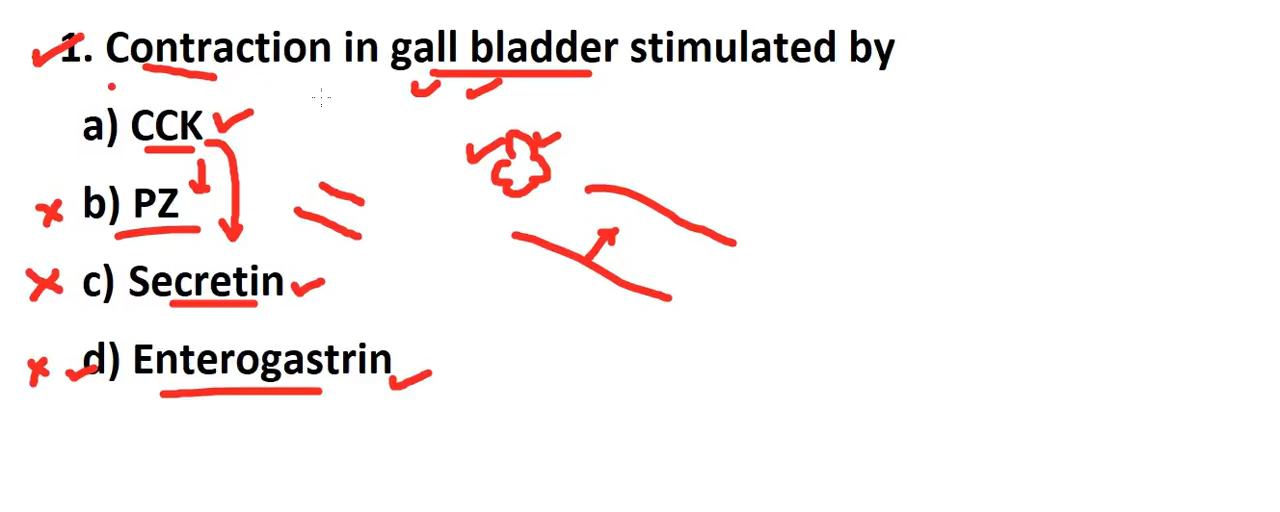 1. Contraction in gall bladder stimulated by
a) CCK
b) PZ
c) Secretin
d) Enterogastrin